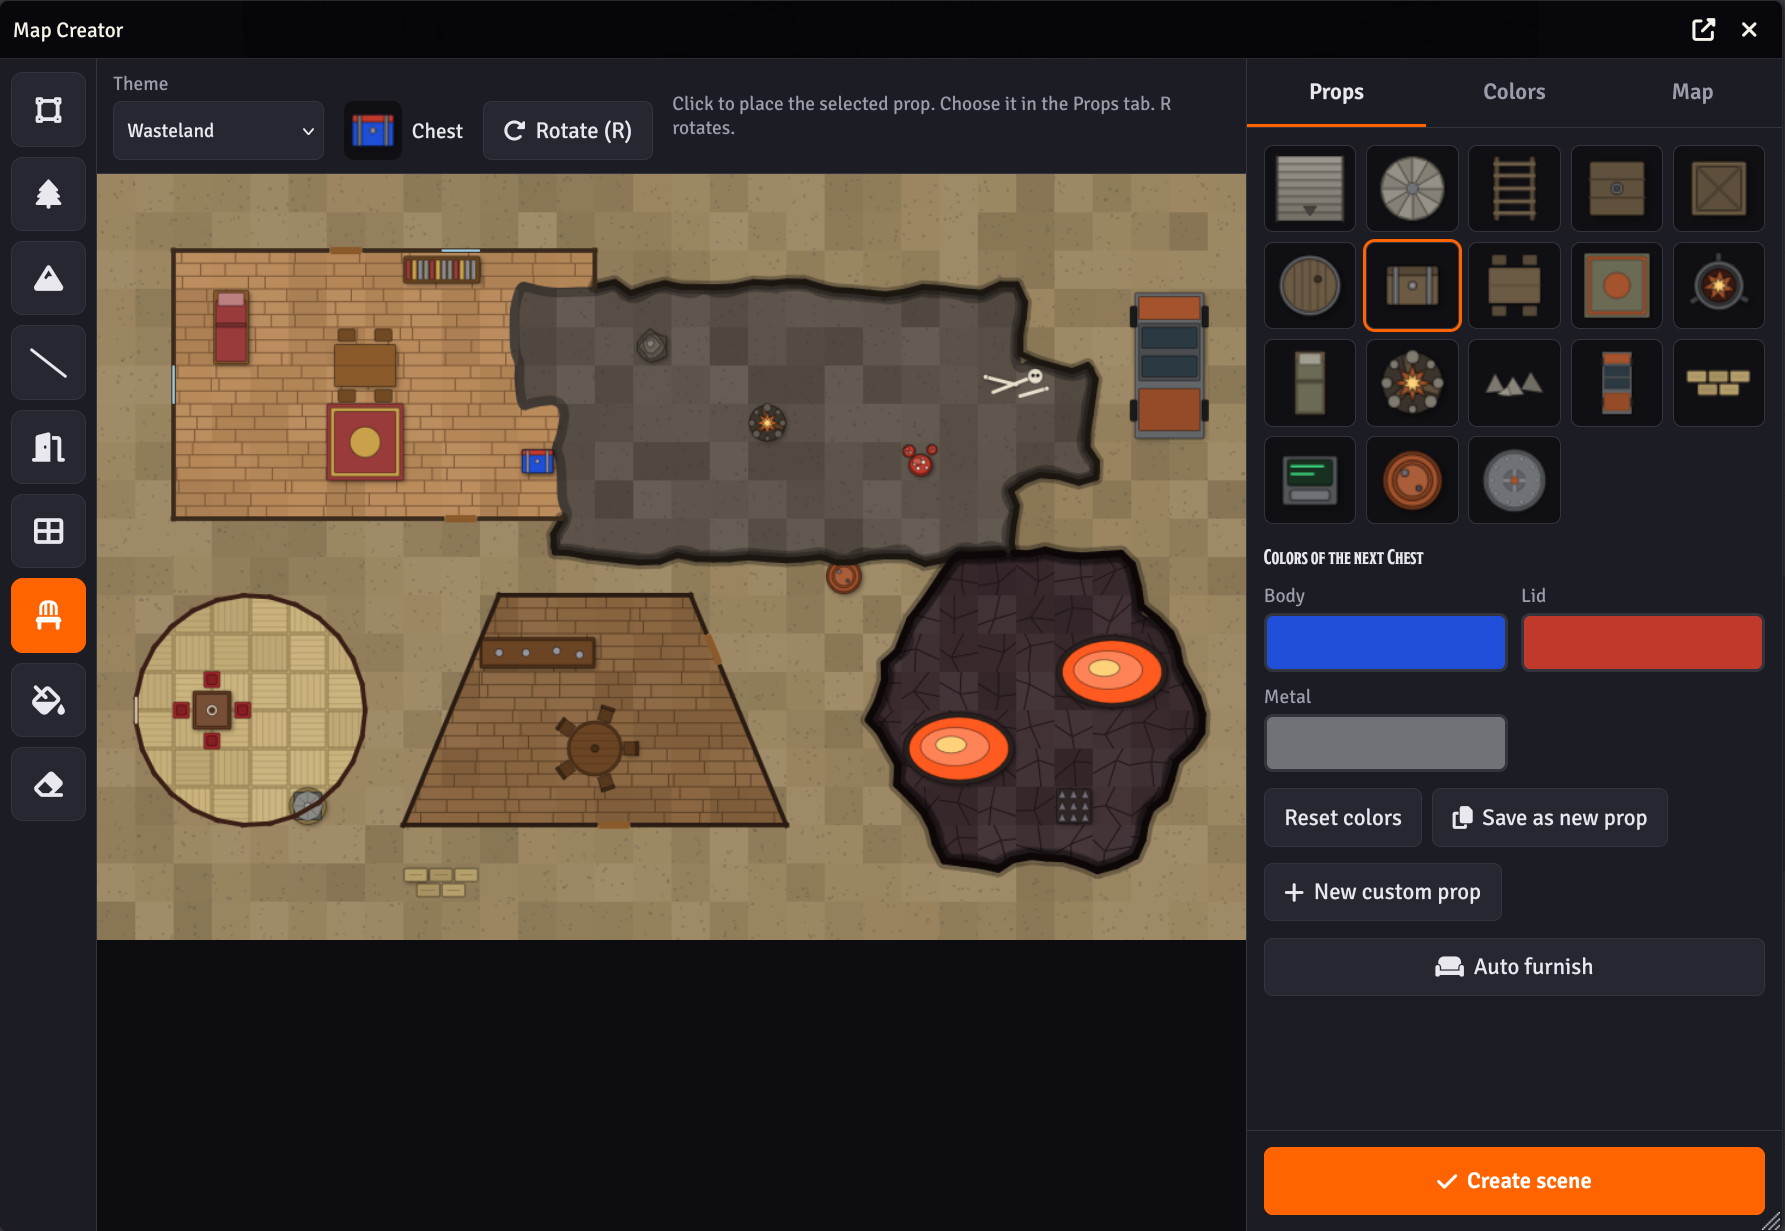 Map Creator
Theme
Wasteland
Chest
Rotate (R)
Click to place the selected prop. Choose it in the Props tab. R
rotates.
Props
Colors
Map
Colors of the next Chest
Body
Lid
Metal
Reset colors
Save as new prop
New custom prop
Auto furnish
Create scene